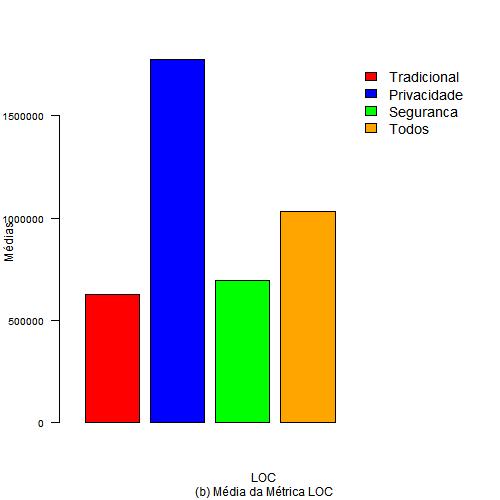 Tradicional
Privacidade
Seguranca
Todos
Médias
1500000
1000000
500000
0
LOC
(b) Média da Métrica LOC